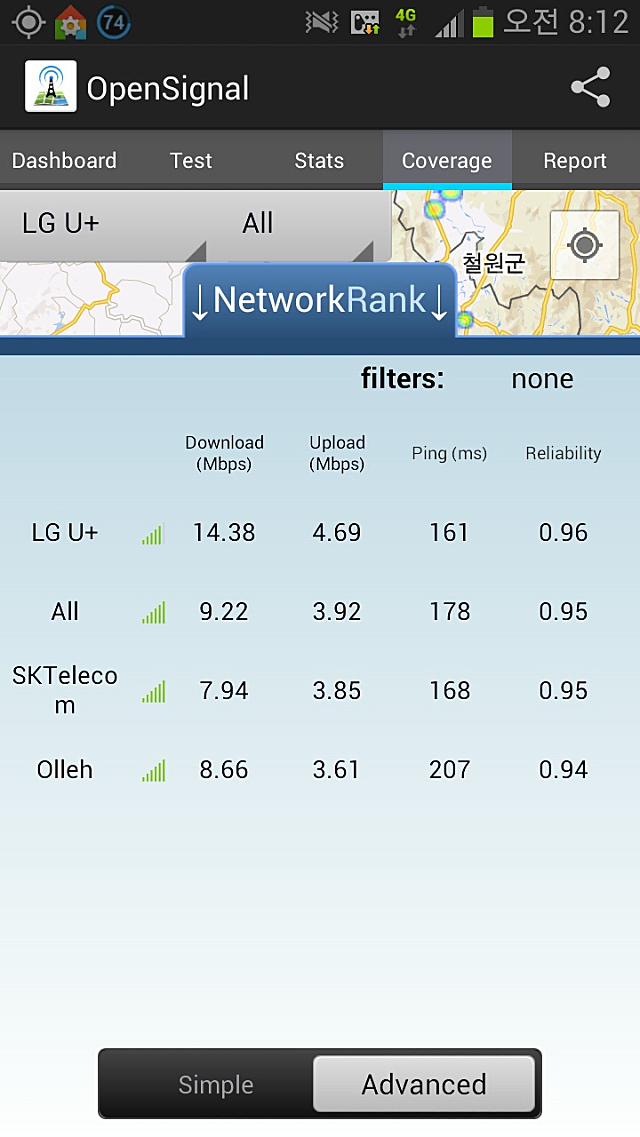 74 4G 오전 8:12
OpenSignal
Dashboard Test Stats Coverage Report
LG U+ All
철원군
↓NetworkRank↓
filters: none
Download (Mbps) Upload (Mbps) Ping (ms) Reliability
LG U+ 14.38 4.69 161 0.96
All 9.22 3.92 178 0.95
SKTeleco
m 7.94 3.85 168 0.95
Olleh 8.66 3.61 207 0.94
Simple Advanced